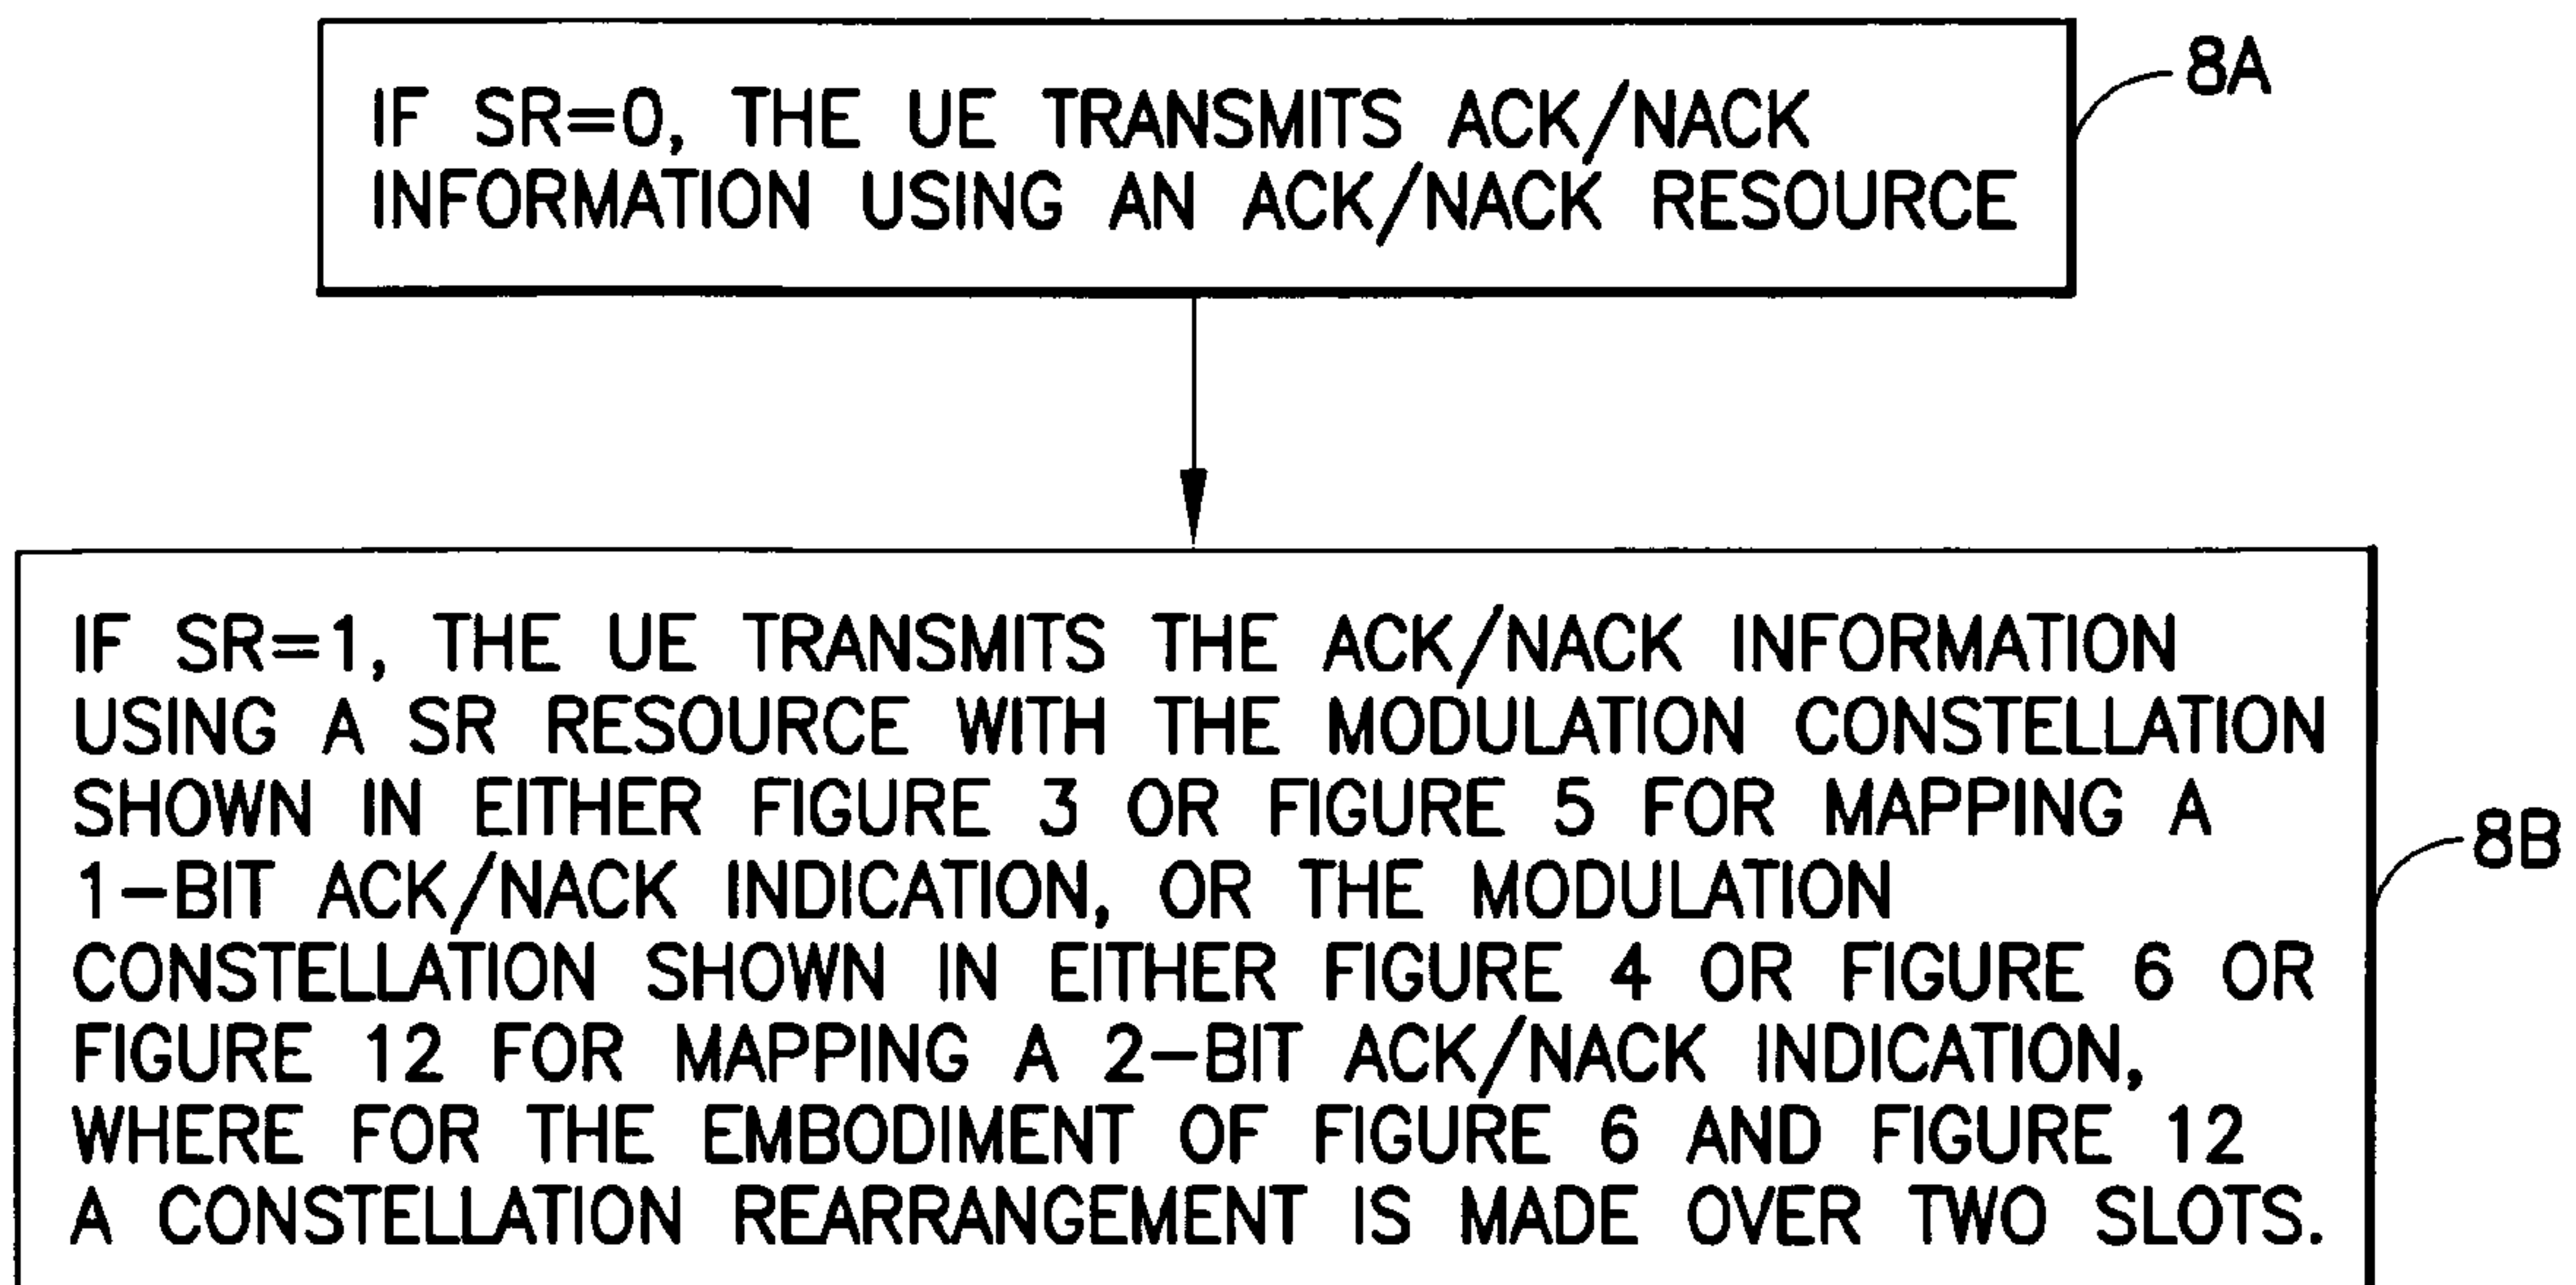 IF SR=0, THE UE TRANSMITS ACK/NACK
INFORMATION USING AN ACK/NACK RESOURCE
8A
IF SR=1, THE UE TRANSMITS THE ACK/NACK INFORMATION
USING A SR RESOURCE WITH THE MODULATION CONSTELLATION
SHOWN IN EITHER FIGURE 3 OR FIGURE 5 FOR MAPPING A
1-BIT ACK/NACK INDICATION, OR THE MODULATION
CONSTELLATION SHOWN IN EITHER FIGURE 4 OR FIGURE 6 OR
FIGURE 12 FOR MAPPING A 2-BIT ACK/NACK INDICATION,
WHERE FOR THE EMBODIMENT OF FIGURE 6 AND FIGURE 12
A CONSTELLATION REARRANGEMENT IS MADE OVER TWO SLOTS.
8B